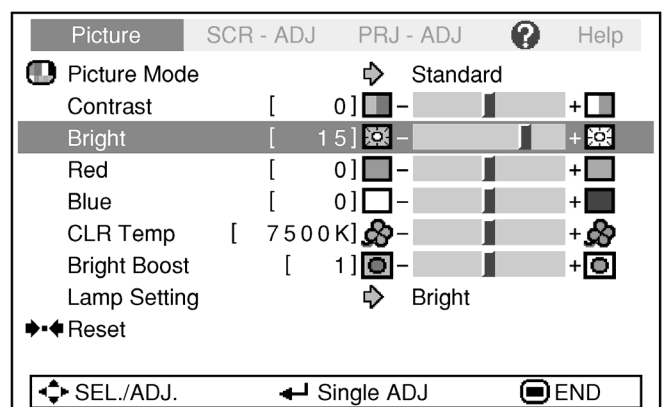 Picture SCR - ADJ PRJ - ADJ ? Help
Picture Mode Standard
Contrast [ 0] - +
Bright [ 15] - +
Red [ 0] - +
Blue [ 0] - +
CLR Temp [ 7500K] - +
Bright Boost [ 1] - +
Lamp Setting Bright
Reset
SEL./ADJ. Single ADJ END